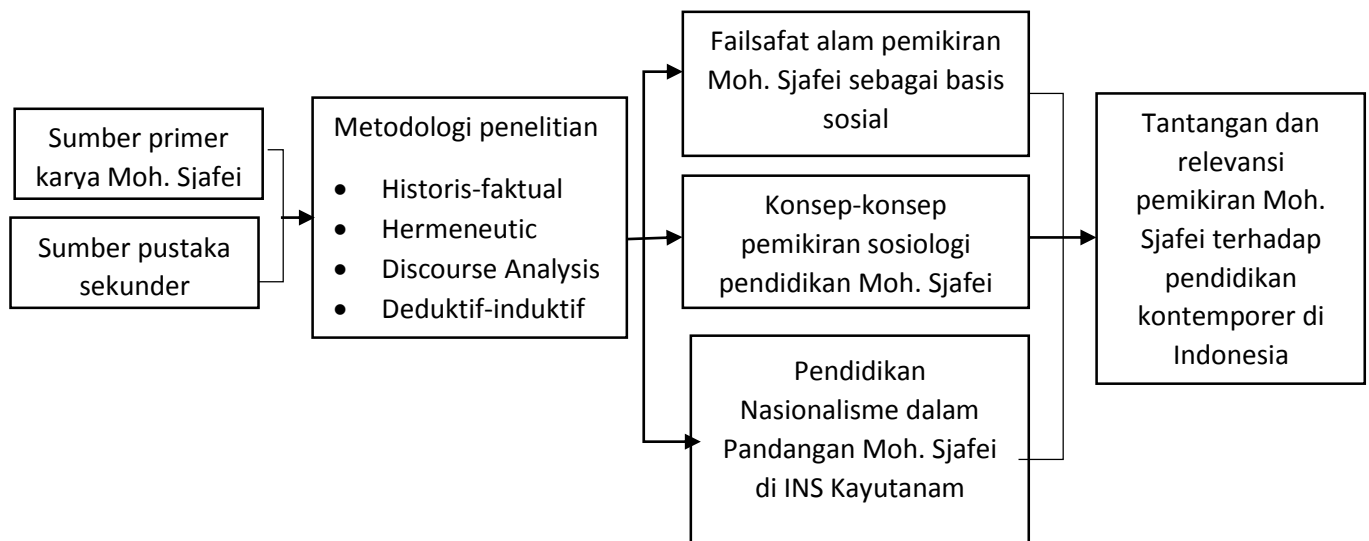 Sumber primer
karya Moh. Sjafei
Sumber pustaka
sekunder
Metodologi penelitian
• Historis-faktual
• Hermeneutic
• Discourse Analysis
• Deduktif-induktif
Failsafat alam pemikiran
Moh. Sjafei sebagai basis
sosial
Konsep-konsep
pemikiran sosiologi
pendidikan Moh. Sjafei
Pendidikan
Nasionalisme dalam
Pandangan Moh. Sjafei
di INS Kayutanam
Tantangan dan
relevansi
pemikiran Moh.
Sjafei terhadap
pendidikan
kontemporer di
Indonesia